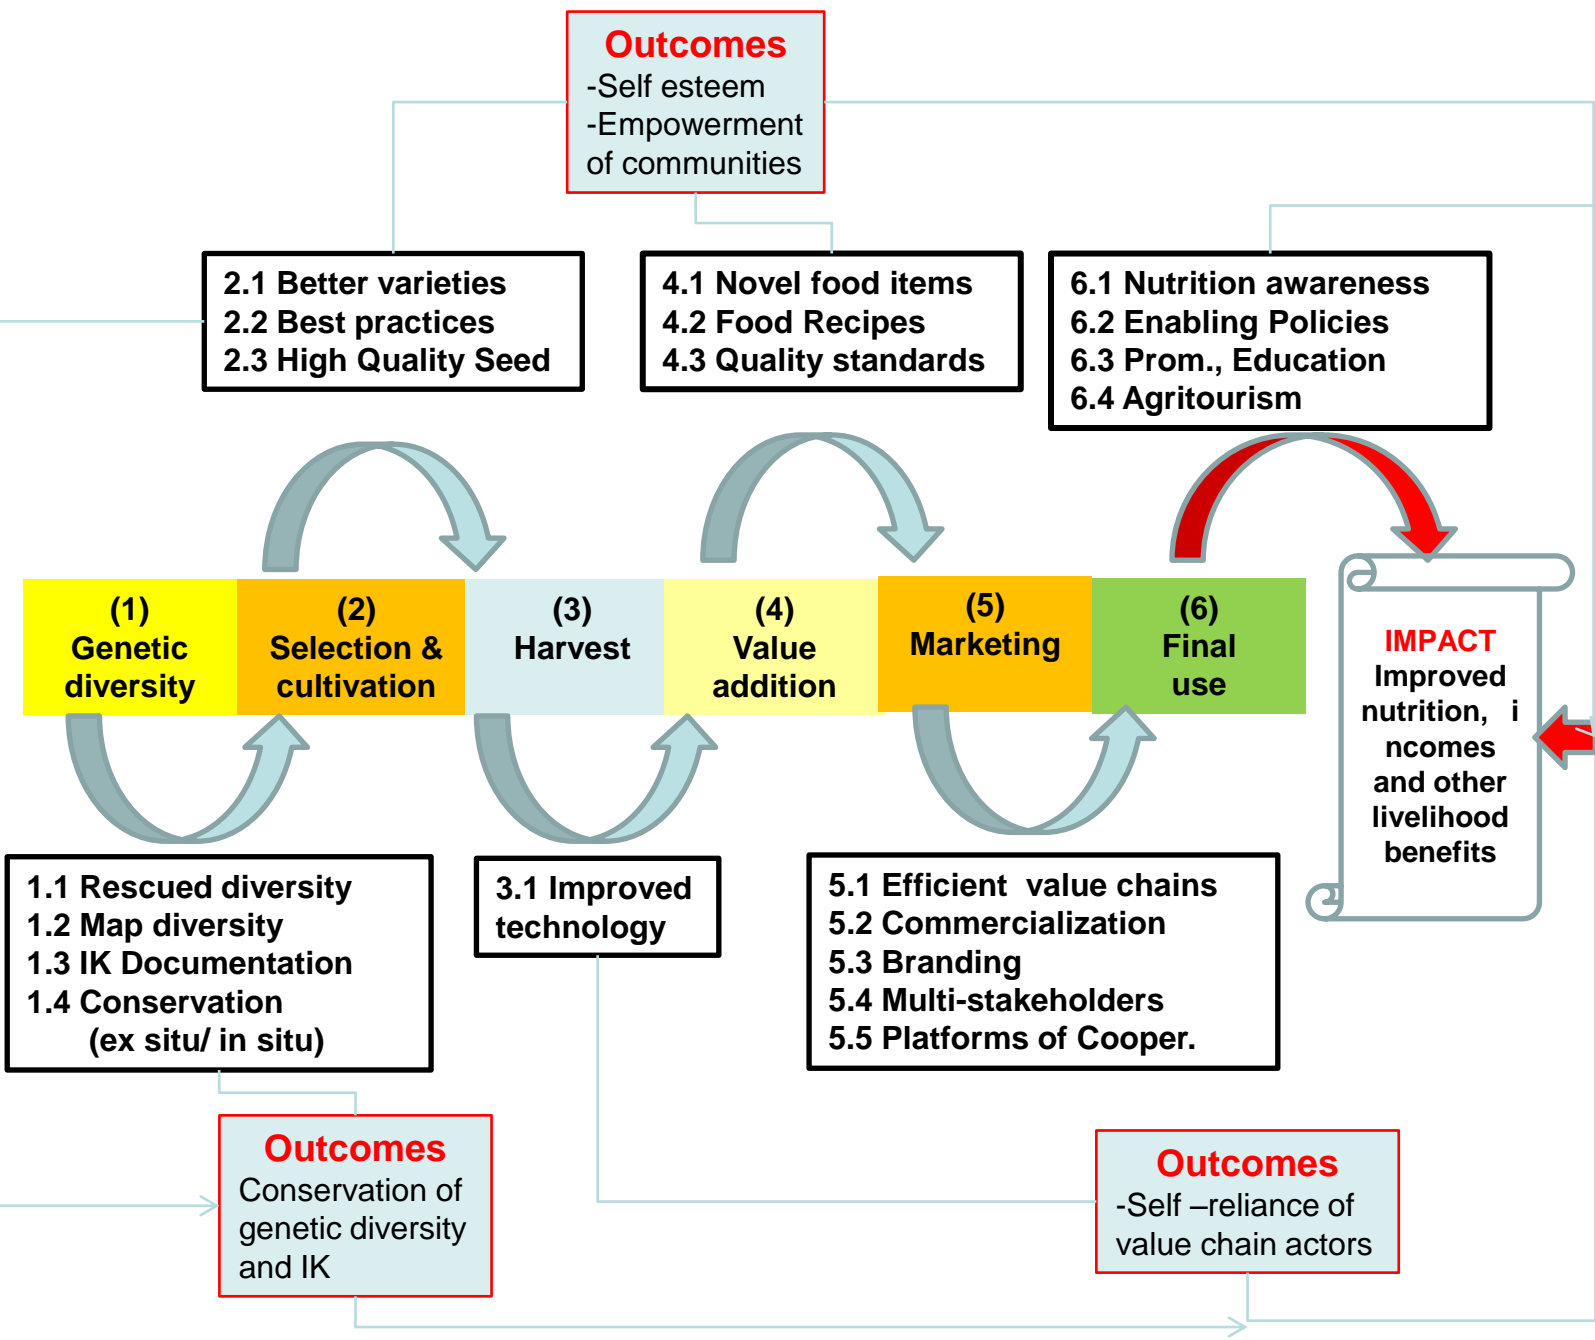 Outcomes
-Self esteem
-Empowerment
of communities
2.1 Better varieties
2.2 Best practices
2.3 High Quality Seed
4.1 Novel food items
4.2 Food Recipes
4.3 Quality standards
6.1 Nutrition awareness
6.2 Enabling Policies
6.3 Prom., Education
6.4 Agritourism
(1)
Genetic
diversity
(2)
Selection &
cultivation
(3)
Harvest
(4)
Value
addition
(5)
Marketing
(6)
Final
use
IMPACT
Improved
nutrition, i
ncomes
and other
livelihood
benefits
1.1 Rescued diversity
1.2 Map diversity
1.3 IK Documentation
1.4 Conservation
(ex situ/ in situ)
3.1 Improved
technology
5.1 Efficient value chains
5.2 Commercialization
5.3 Branding
5.4 Multi-stakeholders
5.5 Platforms of Cooper.
Outcomes
Conservation of
genetic diversity
and IK
Outcomes
-Self –reliance of
value chain actors